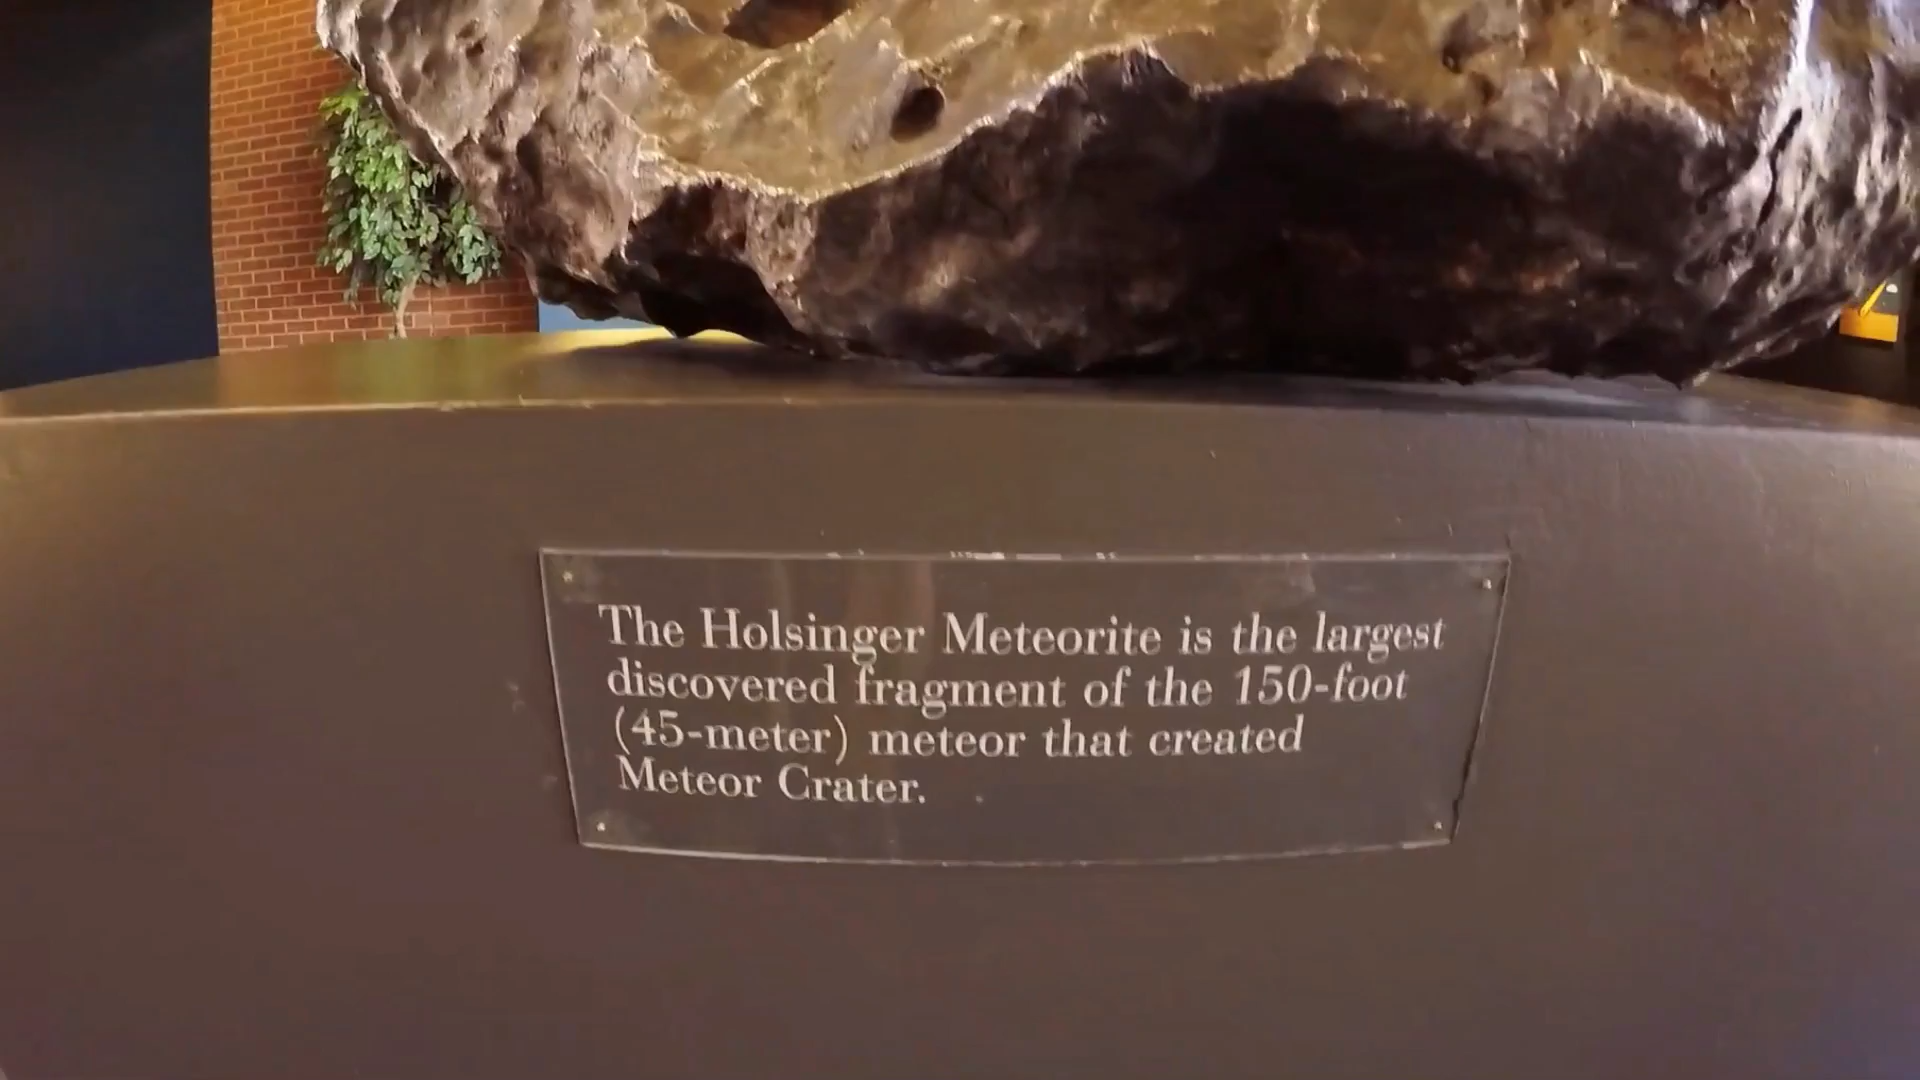 The Holsinger Meteorite is the largest
discovered fragment of the 150-foot
(45-meter) meteor that created
Meteor Crater.